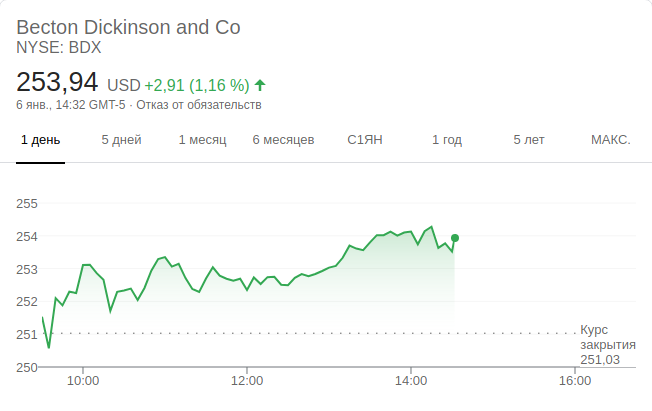 Becton Dickinson and Co
NYSE: BDX
253,94 USD +2,91 (1,16 %)
6 янв., 14:32 GMT-5 · Отказ от обязательств
1 день 5 дней 1 месяц 6 месяцев С1ЯН 1 год 5 лет МАКС.
255
254
253
252
251
250
Курс
закрытия
251,03
10:00 12:00 14:00 16:00